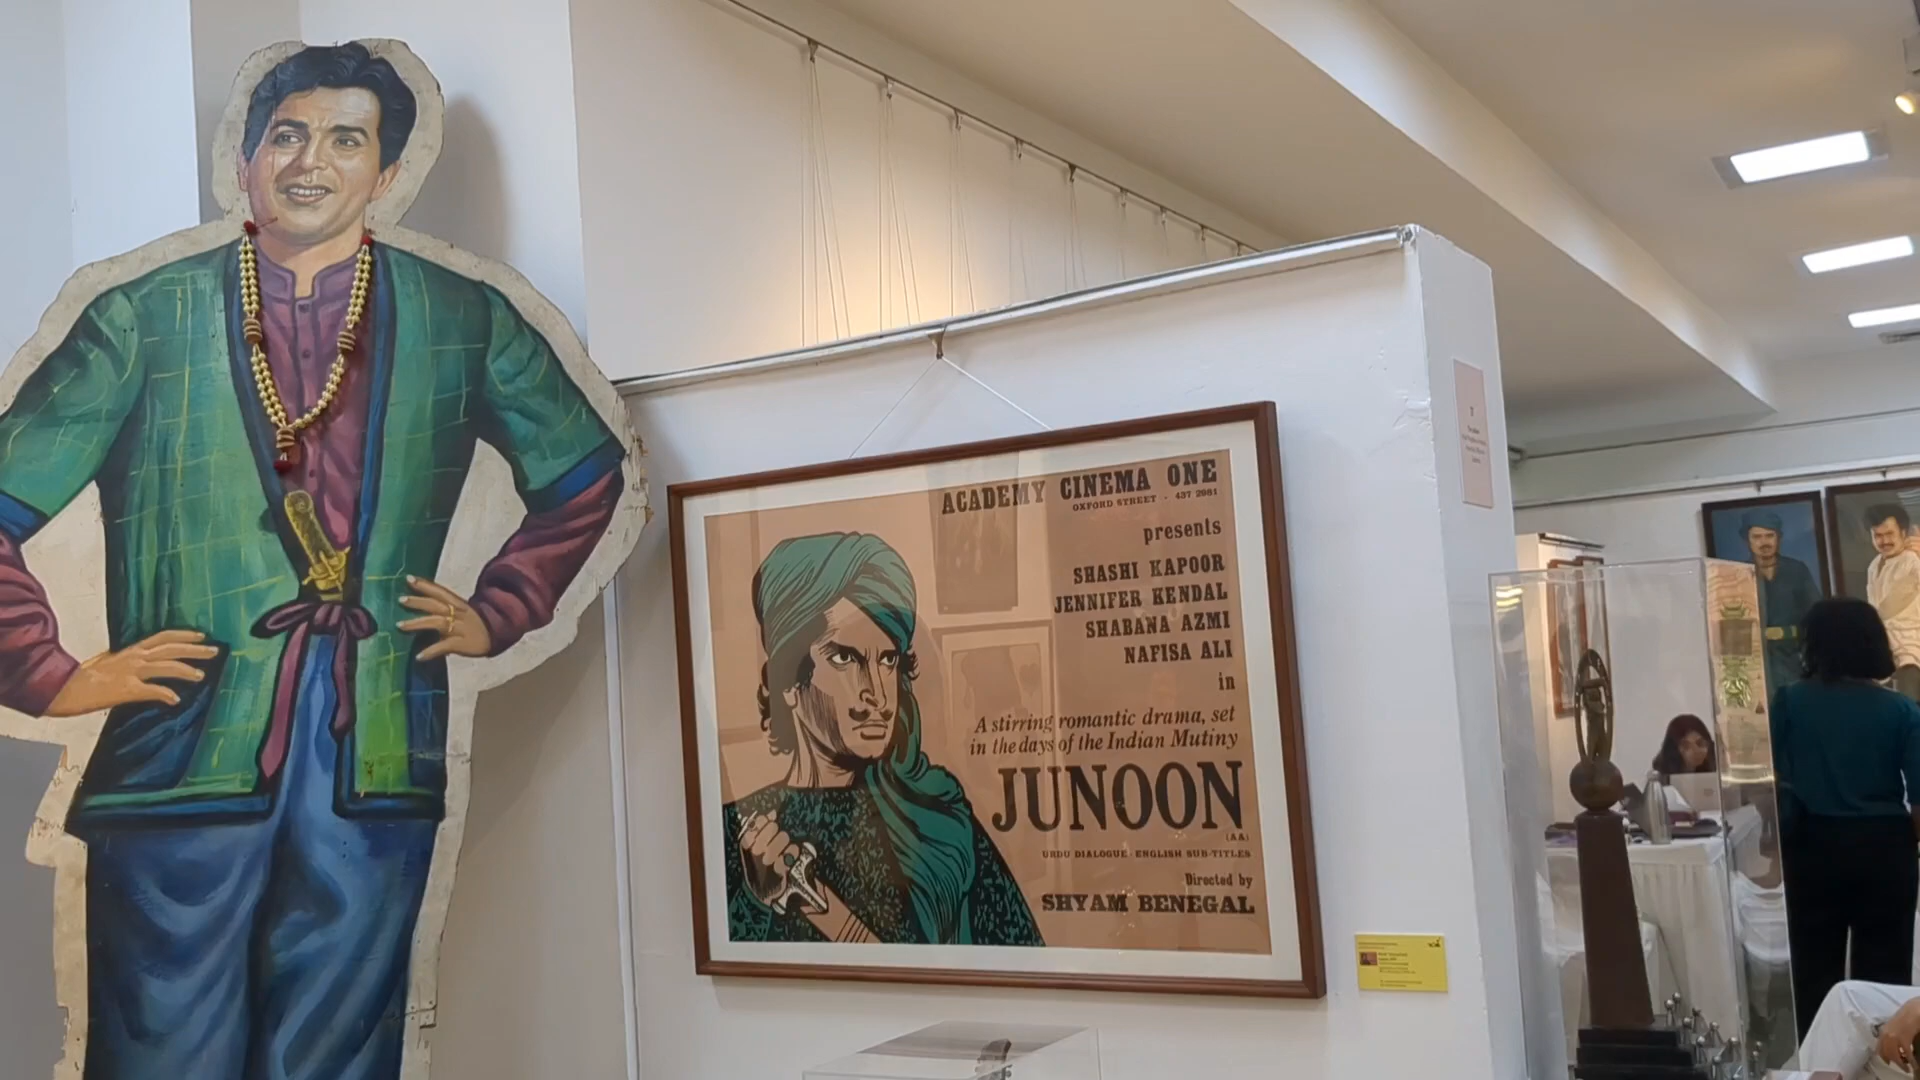 ACADEMY CINEMA ONE
OXFORD STREET · 437 2981
presents
SHASHI KAPOOR
JENNIFER KENDAL
SHABANA AZMI
NAFISA ALI
in
A stirring romantic drama, set
in the days of the Indian Mutiny
JUNOON
(AA)
URDU DIALOGUE · ENGLISH SUB-TITLES
Directed by
SHYAM BENEGAL